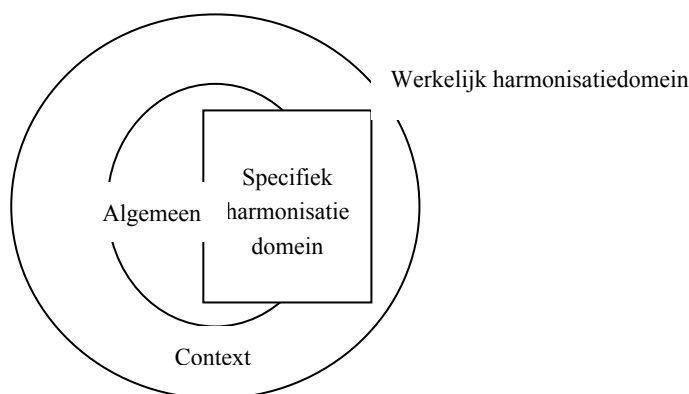 Werkelijk harmonisatiedomein
Specifiek
harmonisatie
domein
Algemeen
Context